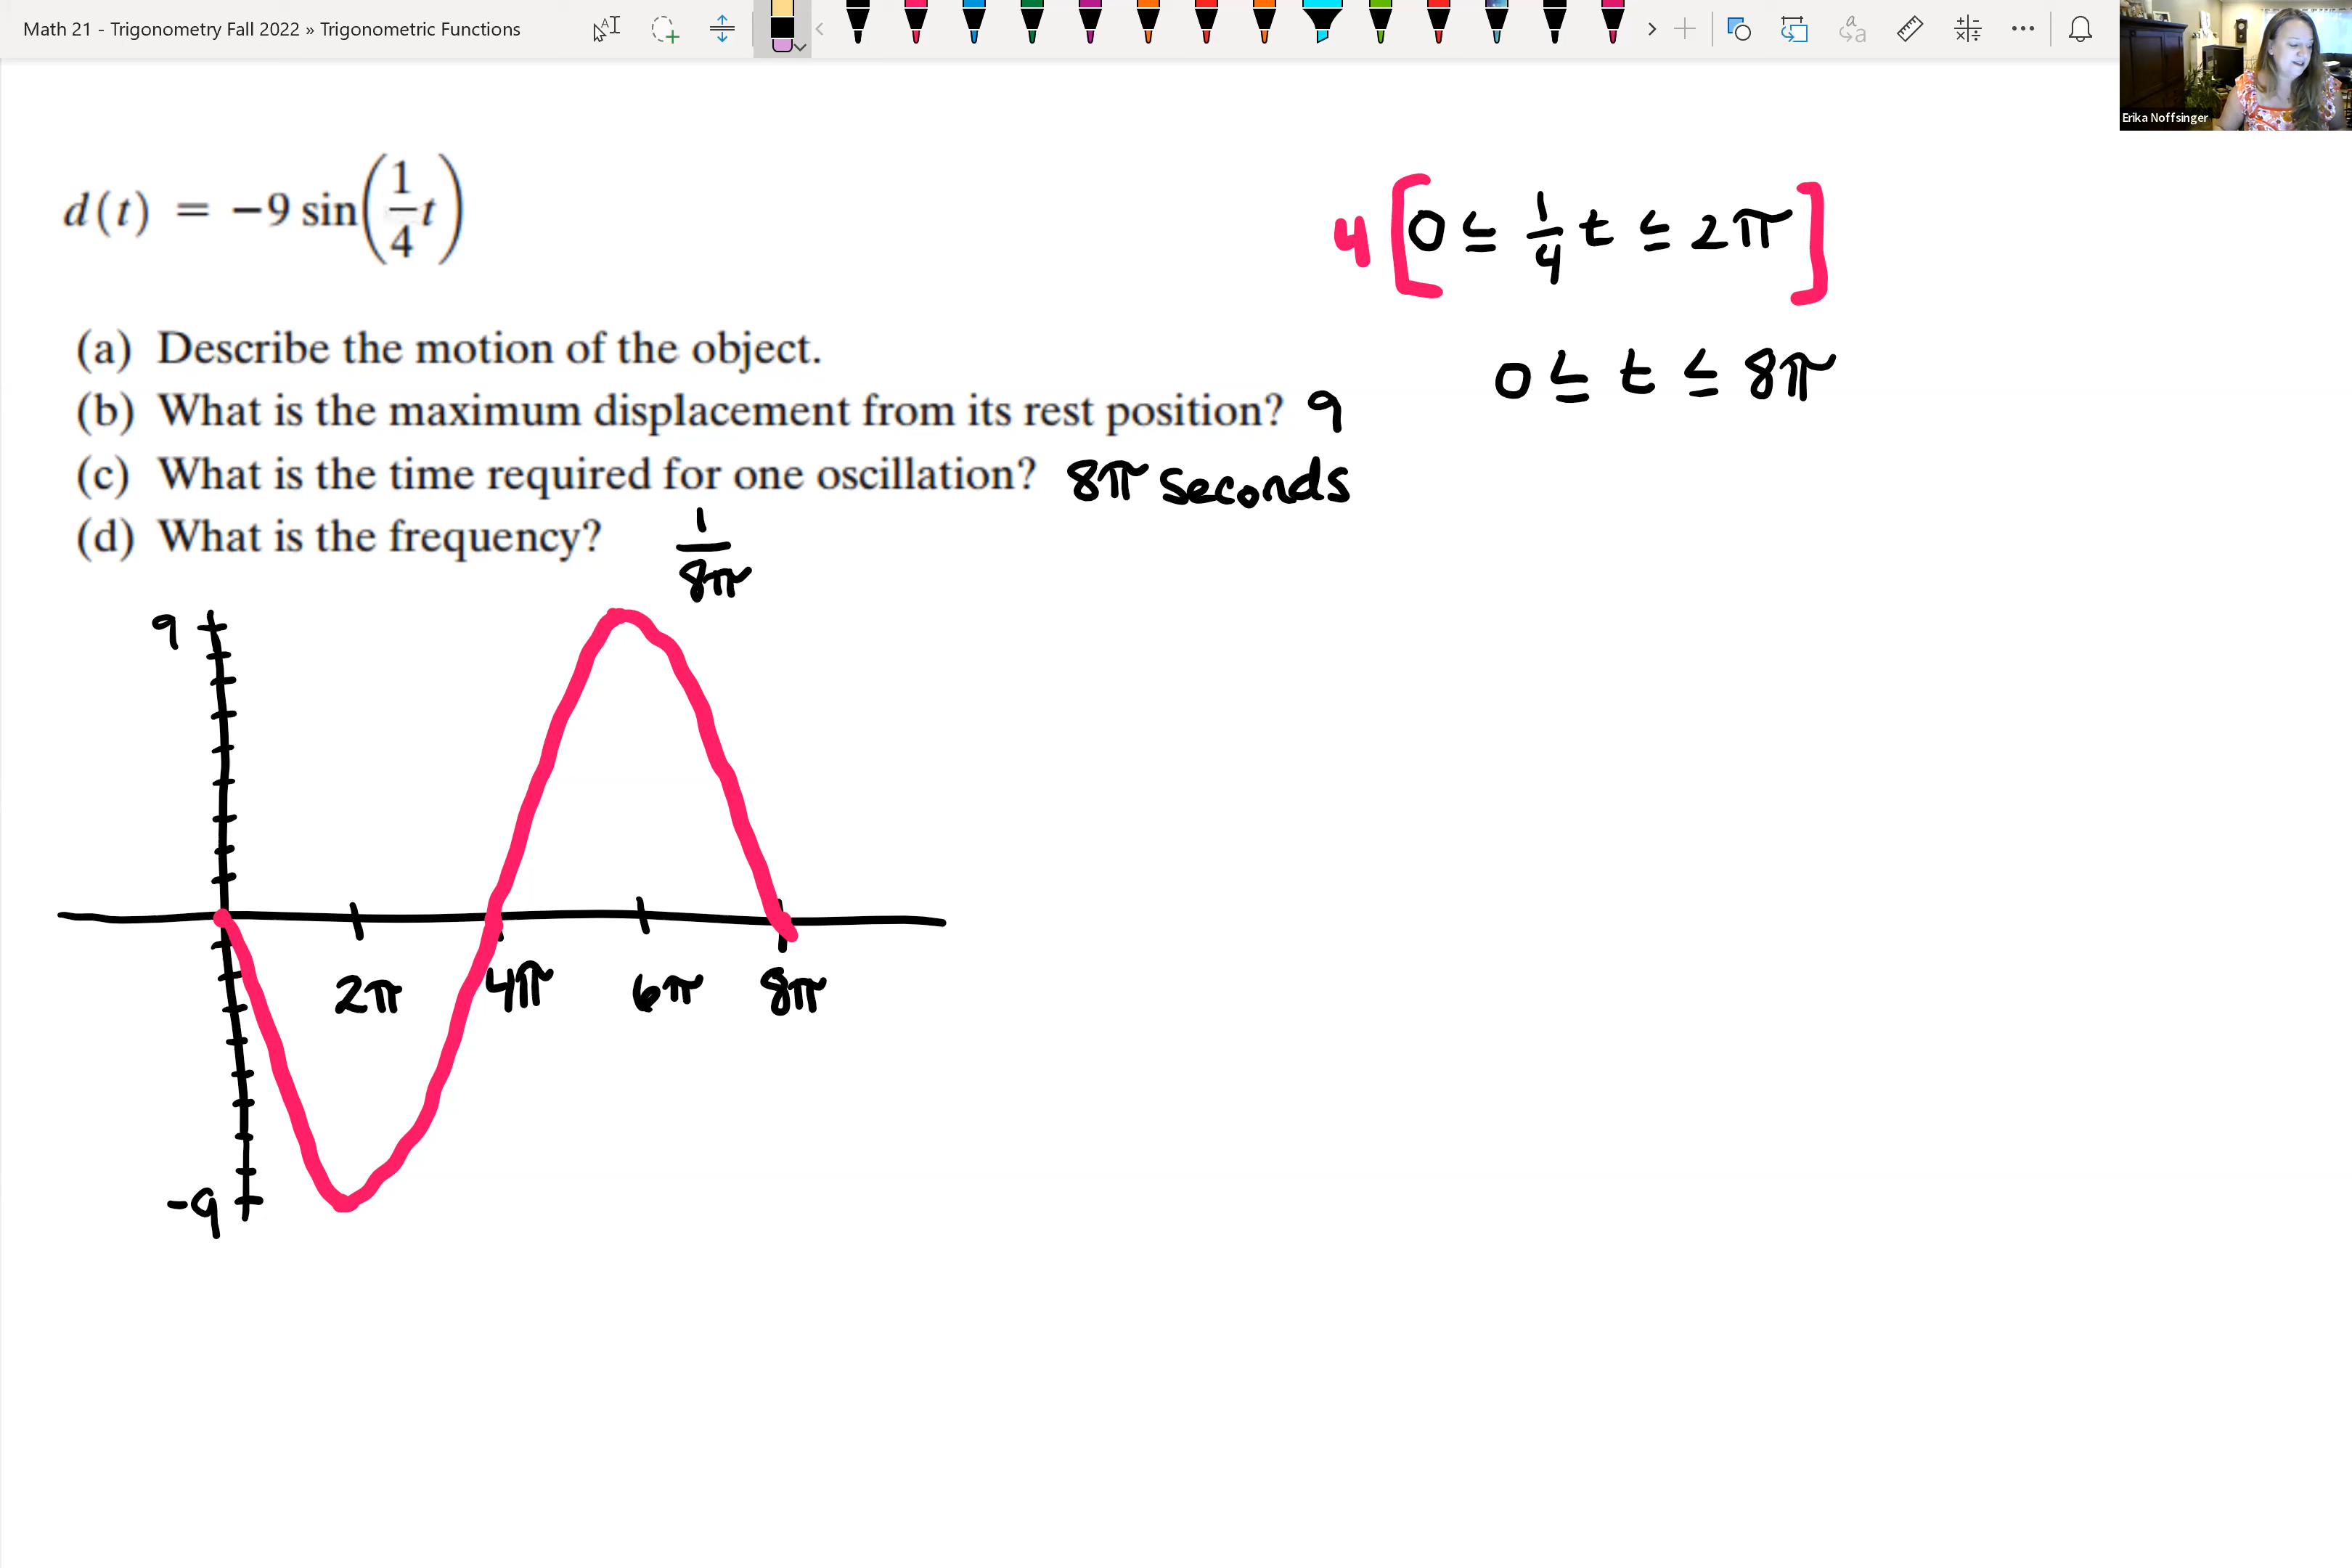 Math 21 - Trigonometry Fall 2022 » Trigonometric Functions
Erika Noffsinger
d(t) = −9 sin(1/4 t)
4[0 ≤ 1/4 t ≤ 2π]
0 ≤ t ≤ 8π
(a) Describe the motion of the object.
(b) What is the maximum displacement from its rest position? 9
(c) What is the time required for one oscillation? 8π seconds
(d) What is the frequency? 1/8π
9
2π 4π 6π 8π
-9